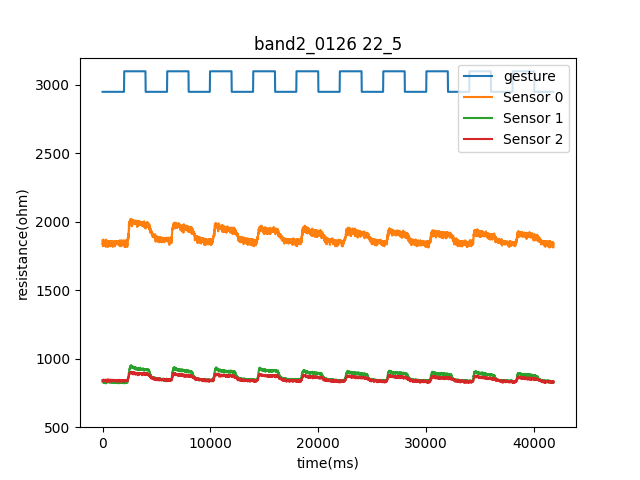 band2_0126 22_5
gesture
Sensor 0
Sensor 1
Sensor 2
3000
2500
2000
1500
1000
500
resistance(ohm)
0
10000
20000
30000
40000
time(ms)